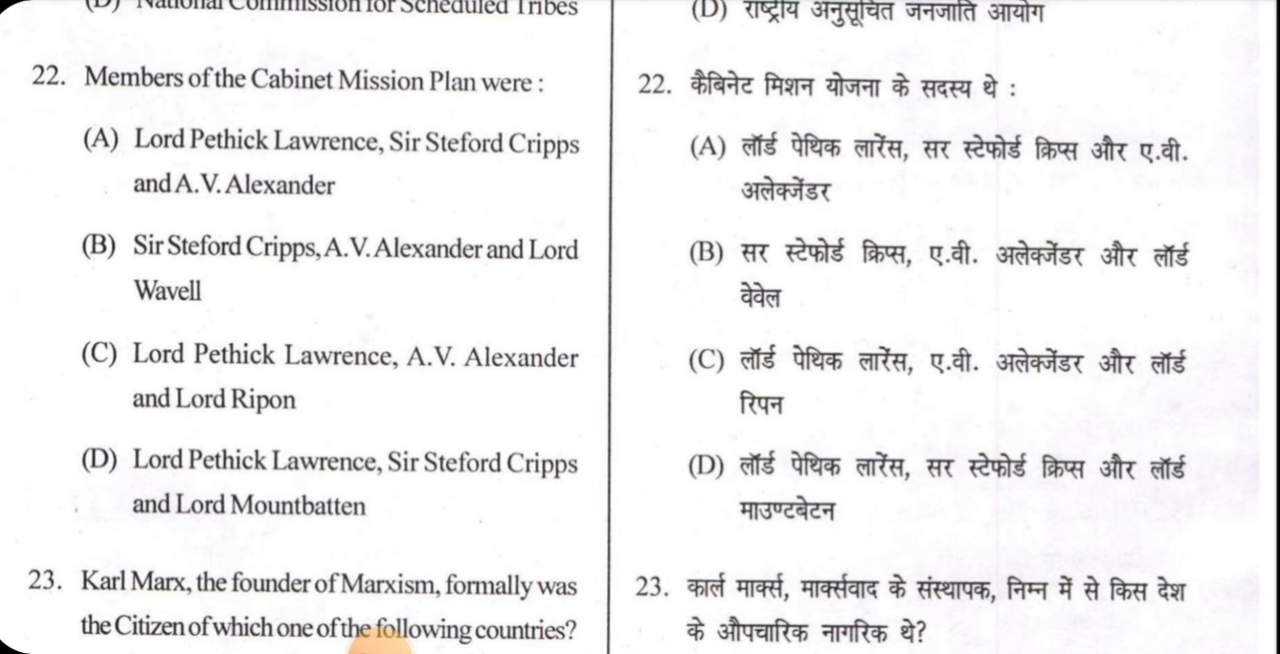 (D) National Commission for Scheduled Tribes
22. Members of the Cabinet Mission Plan were :
(A) Lord Pethick Lawrence, Sir Steford Cripps
and A.V. Alexander
(B) Sir Steford Cripps, A.V. Alexander and Lord
Wavell
(C) Lord Pethick Lawrence, A.V. Alexander
and Lord Ripon
(D) Lord Pethick Lawrence, Sir Steford Cripps
and Lord Mountbatten
23. Karl Marx, the founder of Marxism, formally was
the Citizen of which one of the following countries?
(D) राष्ट्रीय अनुसूचित जनजाति आयोग
22. कैबिनेट मिशन योजना के सदस्य थे :
(A) लॉर्ड पेथिक लारेंस, सर स्टेफोर्ड क्रिप्स और ए.वी.
अलेक्जेंडर
(B) सर स्टेफोर्ड क्रिप्स, ए.वी. अलेक्जेंडर और लॉर्ड
वेवेल
(C) लॉर्ड पेथिक लारेंस, ए.वी. अलेक्जेंडर और लॉर्ड
रिपन
(D) लॉर्ड पेथिक लारेंस, सर स्टेफोर्ड क्रिप्स और लॉर्ड
माउण्टबेटन
23. कार्ल मार्क्स, मार्क्सवाद के संस्थापक, निम्न में से किस देश
के औपचारिक नागरिक थे?